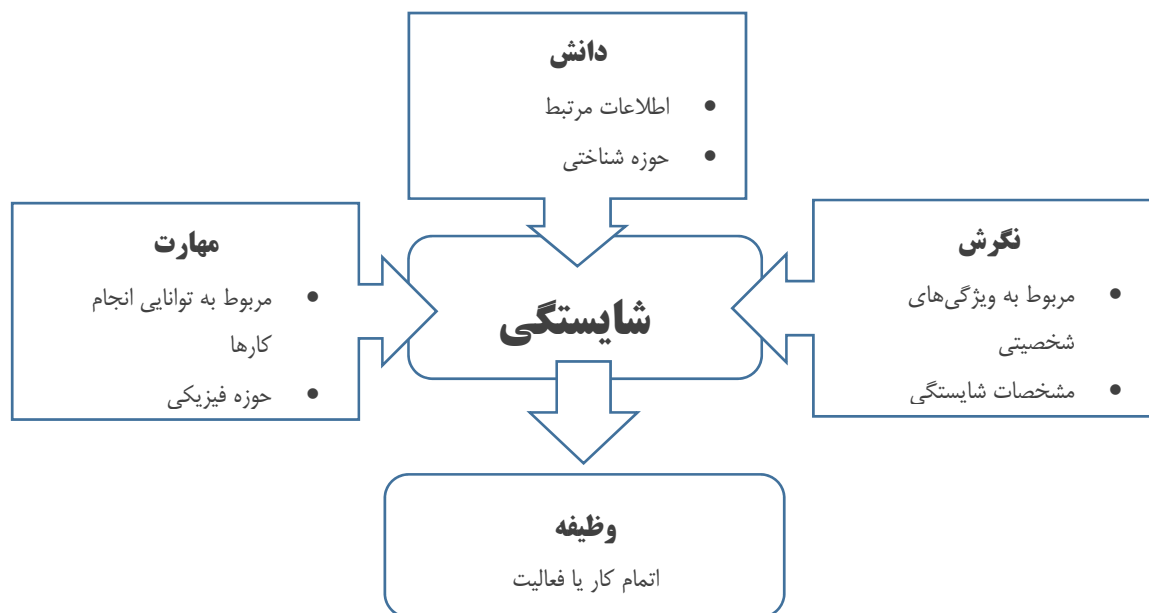 دانش
• اطلاعات مرتبط
• حوزه شناختی
نگرش
• مربوط به ویژگی‌های
شخصیتی
• مشخصات شایستگی
شایستگی
مهارت
• مربوط به توانایی انجام
کارها
• حوزه فیزیکی
وظیفه
اتمام کار یا فعالیت